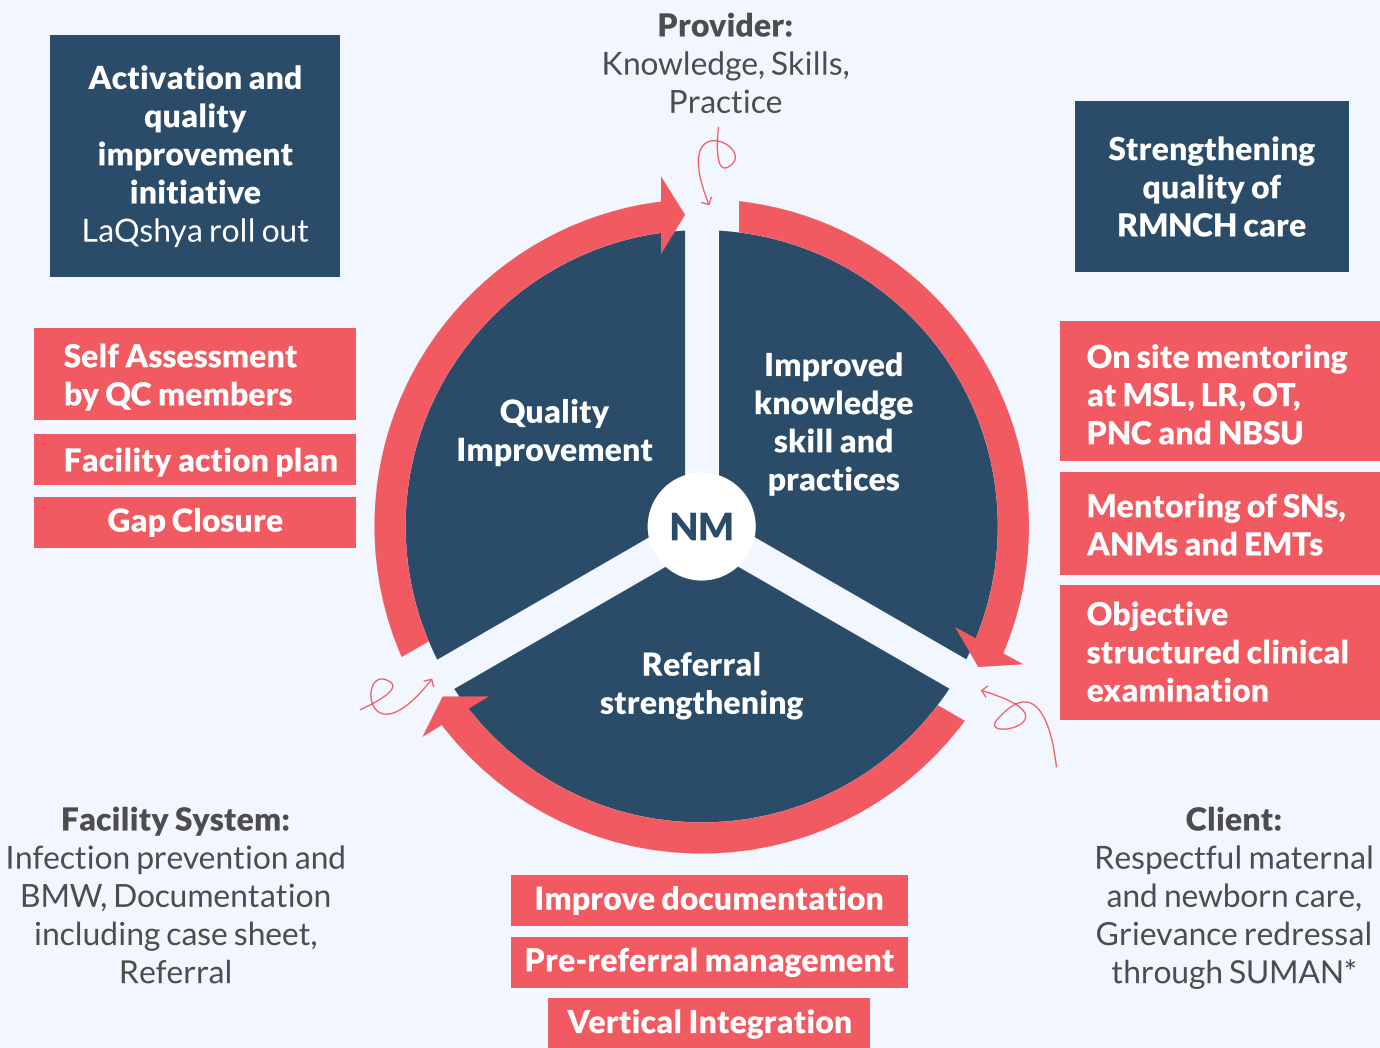 Provider:
Knowledge, Skills,
Practice
Activation and
quality
improvement
initiative
LaQshya roll out
Strengthening
quality of
RMNCH care
Self Assessment
by QC members
Facility action plan
Gap Closure
Quality
Improvement
Improved
knowledge
skill and
practices
NM
Referral
strengthening
On site mentoring
at MSL, LR, OT,
PNC and NBSU
Mentoring of SNs,
ANMs and EMTs
Objective
structured clinical
examination
Facility System:
Infection prevention and
BMW, Documentation
including case sheet,
Referral
Improve documentation
Pre-referral management
Vertical Integration
Client:
Respectful maternal
and newborn care,
Grievance redressal
through SUMAN*